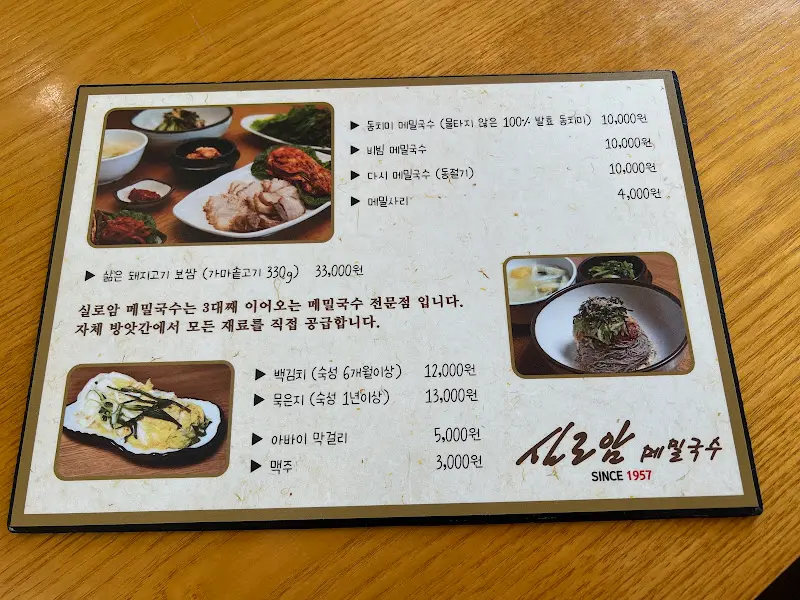 ▶ 동치미 메밀국수 (물타지 않은 100% 발효 동치미) 10,000원
▶ 비빔 메밀국수 10,000원
▶ 다시 메밀국수 (동절기) 10,000원
▶ 메밀사리 4,000원
▶ 삶은 돼지고기 보쌈 (가마솥고기 330g) 33,000원
실로암 메밀국수는 3대째 이어오는 메밀국수 전문점 입니다.
자체 방앗간에서 모든 재료를 직접 공급합니다.
▶ 백김치 (숙성 6개월이상) 12,000원
▶ 묵은지 (숙성 1년이상) 13,000원
▶ 아바이 막걸리 5,000원
▶ 맥주 3,000원
실로암 메밀국수
SINCE 1957